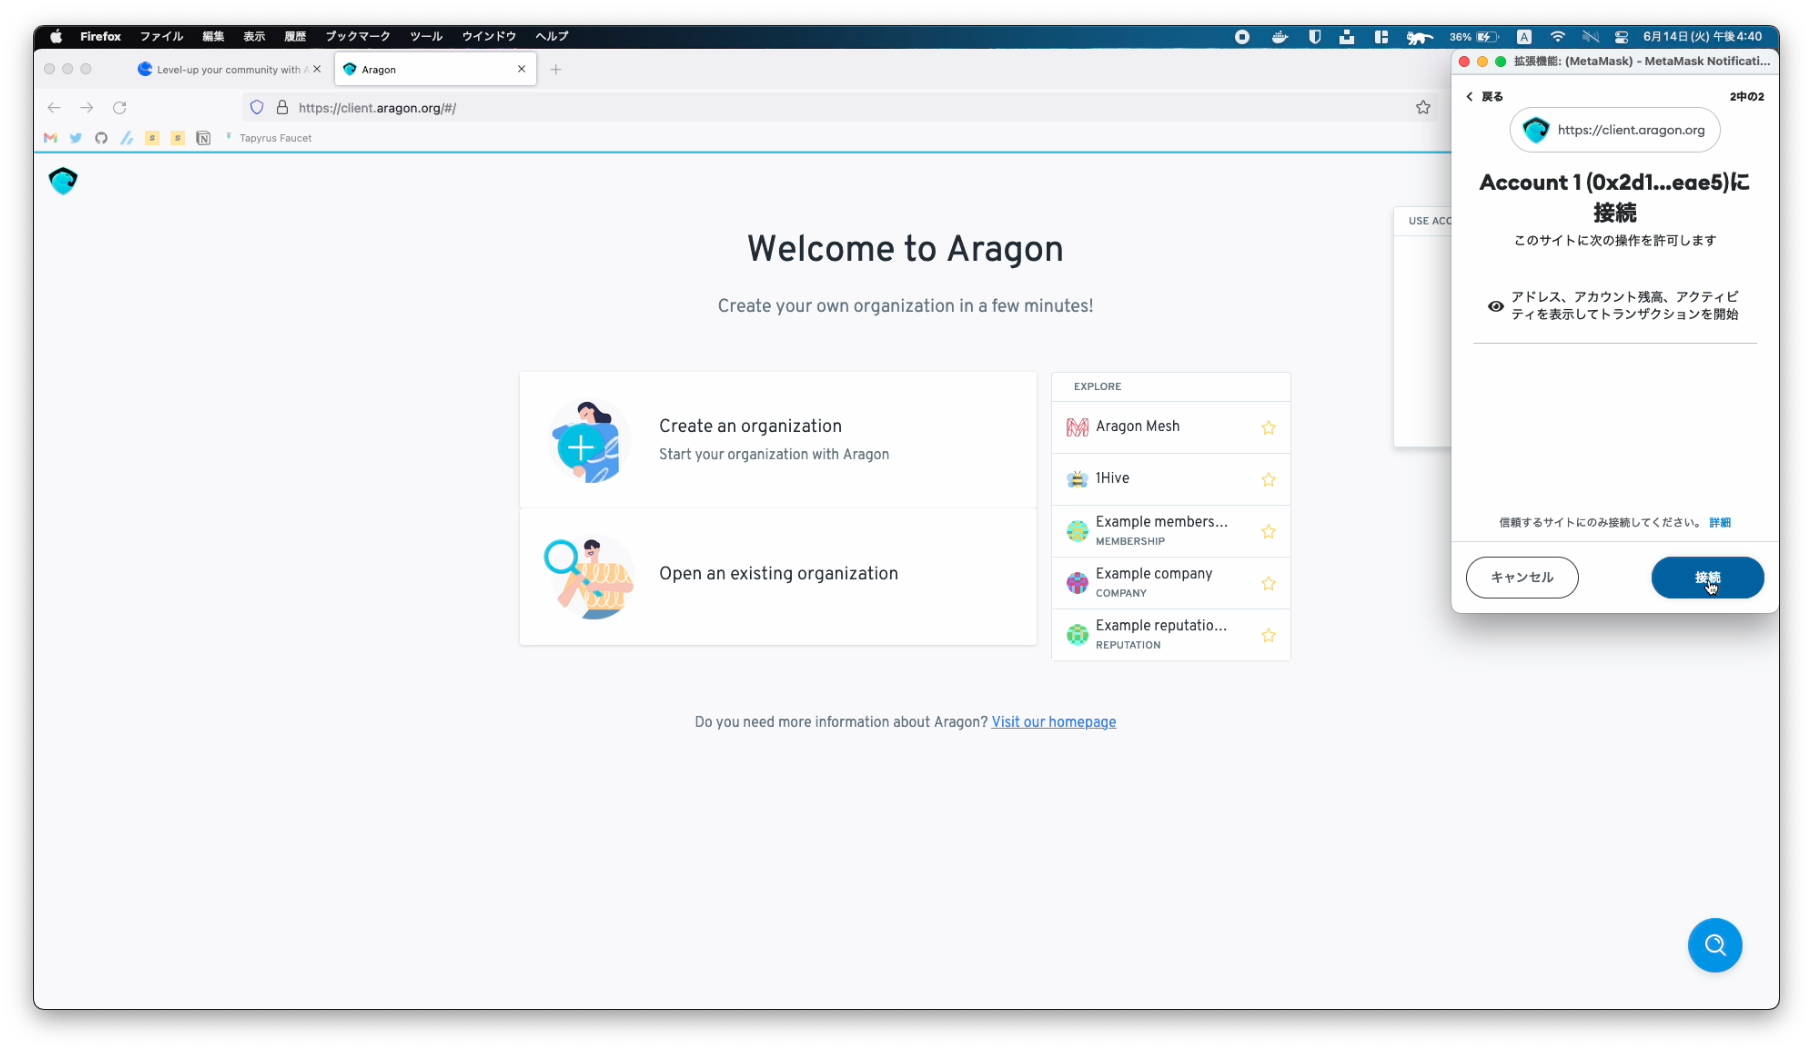 Firefox ファイル 編集 表示 履歴 ブックマーク ツール ウインドウ ヘルプ
36% A 6月14日(火) 午後4:40
Level-up your community with A
Aragon
https://client.aragon.org/#/
Tapyrus Faucet
Welcome to Aragon
Create your own organization in a few minutes!
Create an organization
Start your organization with Aragon
Open an existing organization
EXPLORE
Aragon Mesh
1Hive
Example members...
MEMBERSHIP
Example company
COMPANY
Example reputatio...
REPUTATION
Do you need more information about Aragon? Visit our homepage
USE ACC
拡張機能: (MetaMask) - MetaMask Notificati...
戻る
2中の2
https://client.aragon.org
Account 1 (0x2d1...eae5)に
接続
このサイトに次の操作を許可します
アドレス、アカウント残高、アクティビ
ティを表示してトランザクションを開始
信頼するサイトにのみ接続してください。 詳細
キャンセル
接続